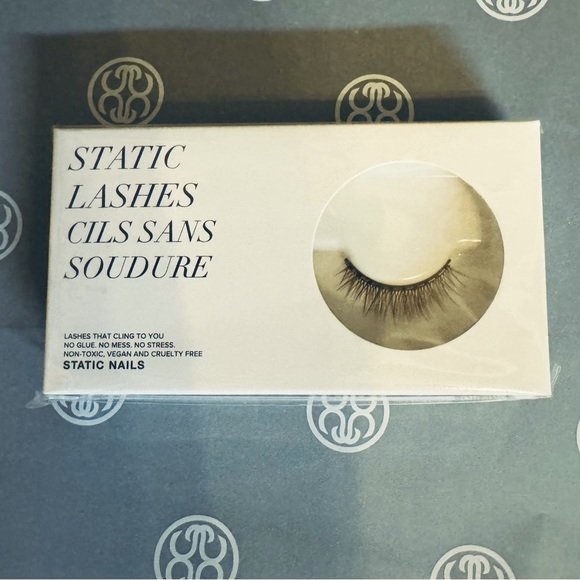 STATIC
LASHES
CILS SANS
SOUDURE
LASHES THAT CLING TO YOU
NO GLUE. NO MESS. NO STRESS.
NON-TOXIC, VEGAN AND CRUELTY FREE
STATIC NAILS